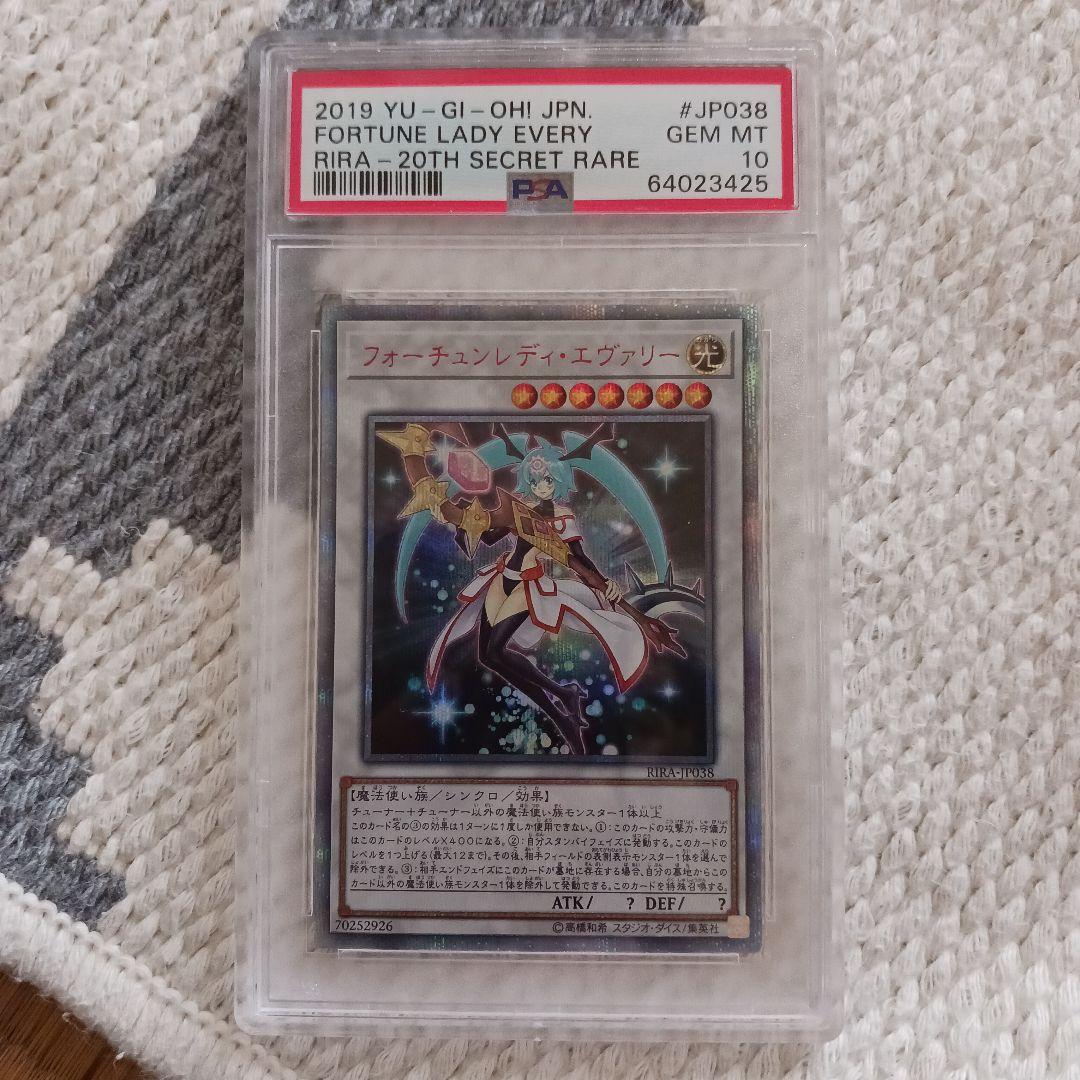 2019 YU-GI-OH! JPN. #JP038
FORTUNE LADY EVERY GEM MT
RIRA-20TH SECRET RARE 10
PSA 64023425
フォーチュンレディ・エヴァリー 光
RIRA-JP038
【魔法使い族／シンクロ／効果】
チューナー＋チューナー以外の魔法使い族モンスター1体以上
このカード名の③の効果は1ターンに1度しか使用できない。①:このカードの攻撃力・守備力
はこのカードのレベル×400になる。②:自分スタンバイフェイズに発動する。このカードの
レベルを1つ上げる(最大12まで)。その後、相手フィールドの表側表示モンスター1体を選んで
除外できる。③:相手エンドフェイズにこのカードが墓地に存在する場合、自分の墓地からこの
カード以外の魔法使い族モンスター1体を除外して発動できる。このカードを特殊召喚する。
ATK/ ? DEF/ ?
70252926 ©高橋和希 スタジオ・ダイス/集英社